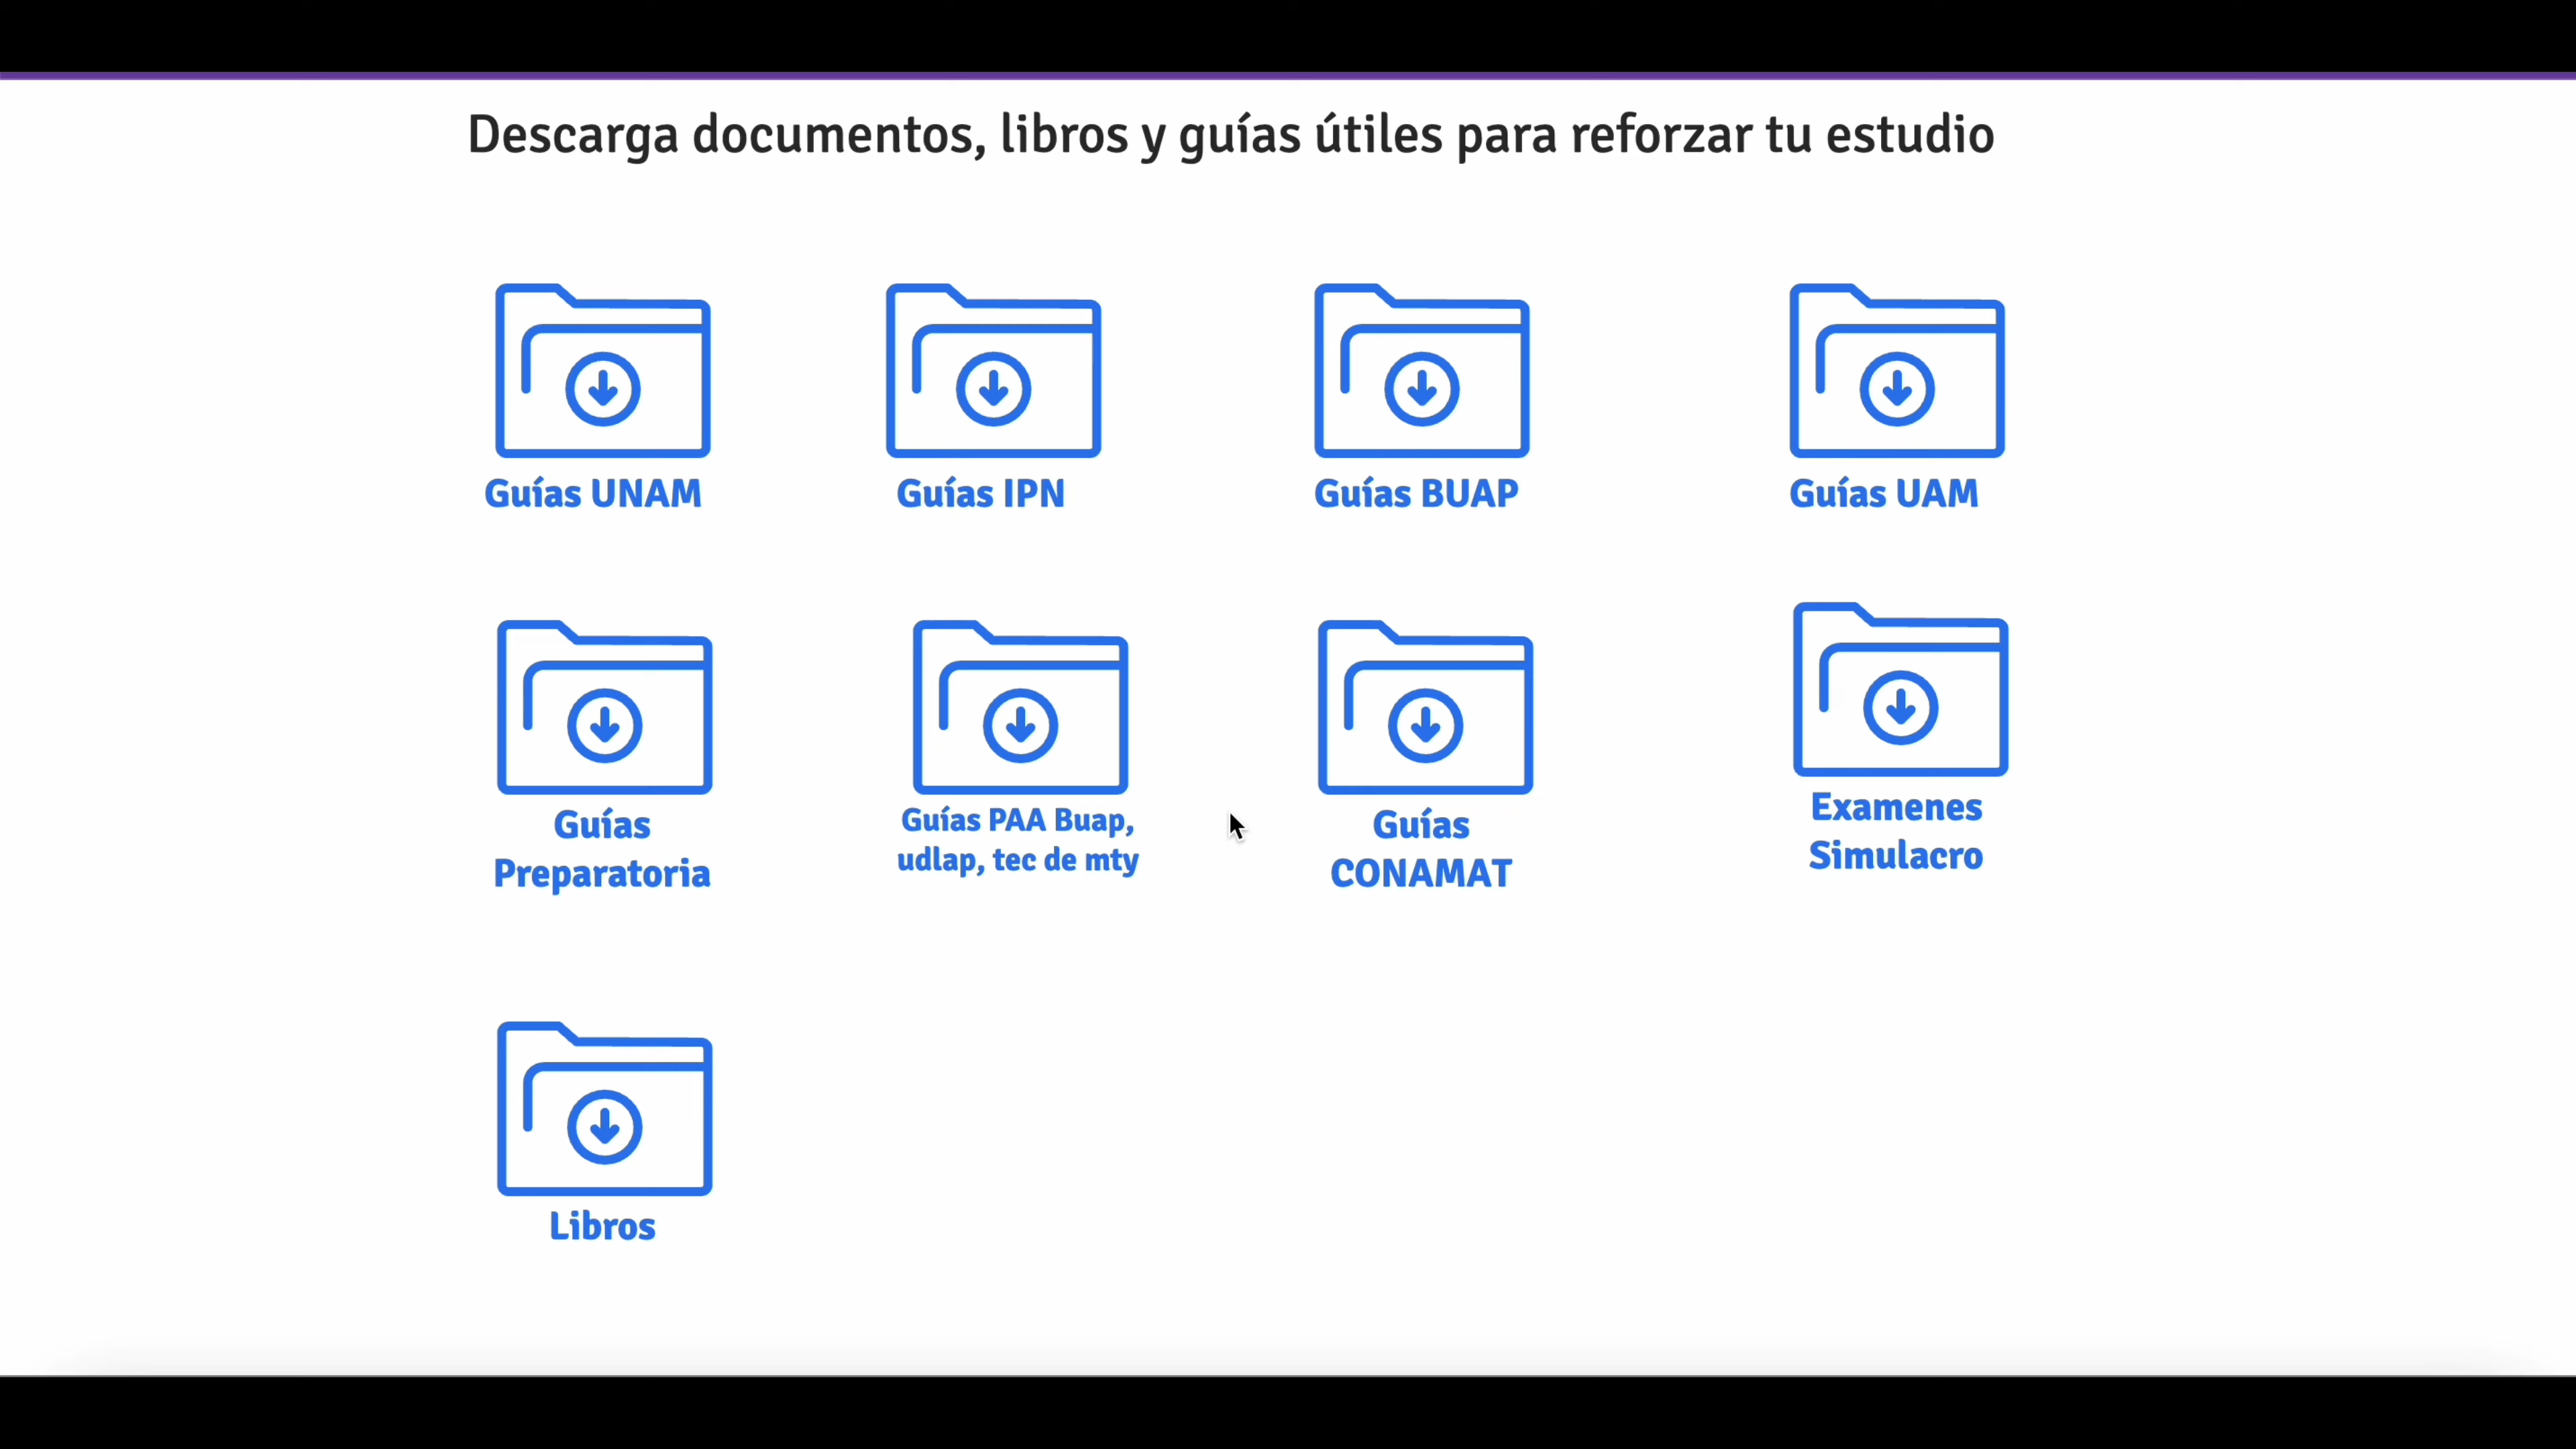 Descarga documentos, libros y guías útiles para reforzar tu estudio
Guías UNAM
Guías IPN
Guías BUAP
Guías UAM
Guías
Preparatoria
Guías PAA Buap,
udlap, tec de mty
Guías
CONAMAT
Examenes
Simulacro
Libros